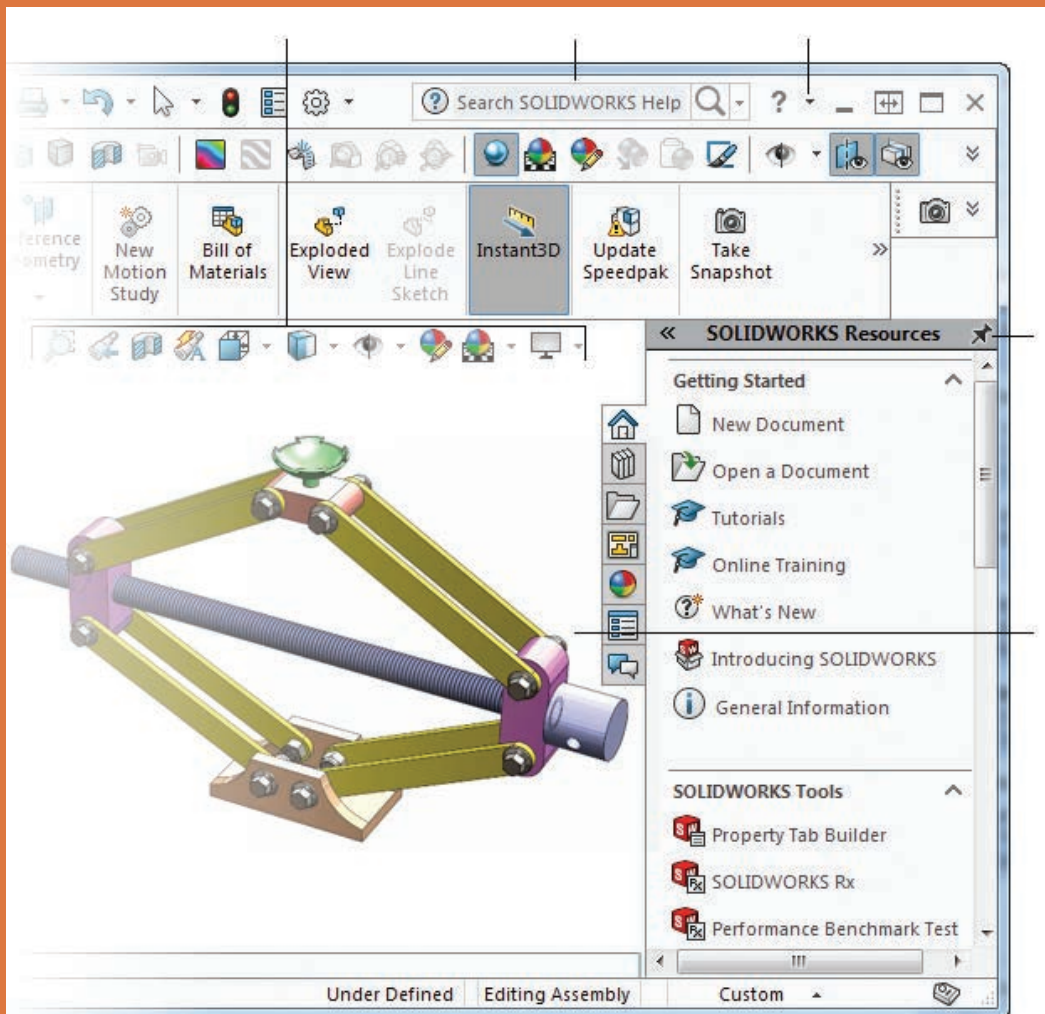 Search SOLIDWORKS Help
?
New Motion Study
Bill of Materials
Exploded View
Explode Line Sketch
Instant3D
Update Speedpak
Take Snapshot
SOLIDWORKS Resources
Getting Started
New Document
Open a Document
Tutorials
Online Training
What's New
Introducing SOLIDWORKS
General Information
SOLIDWORKS Tools
Property Tab Builder
SOLIDWORKS Rx
Performance Benchmark Test
Under Defined
Editing Assembly
Custom